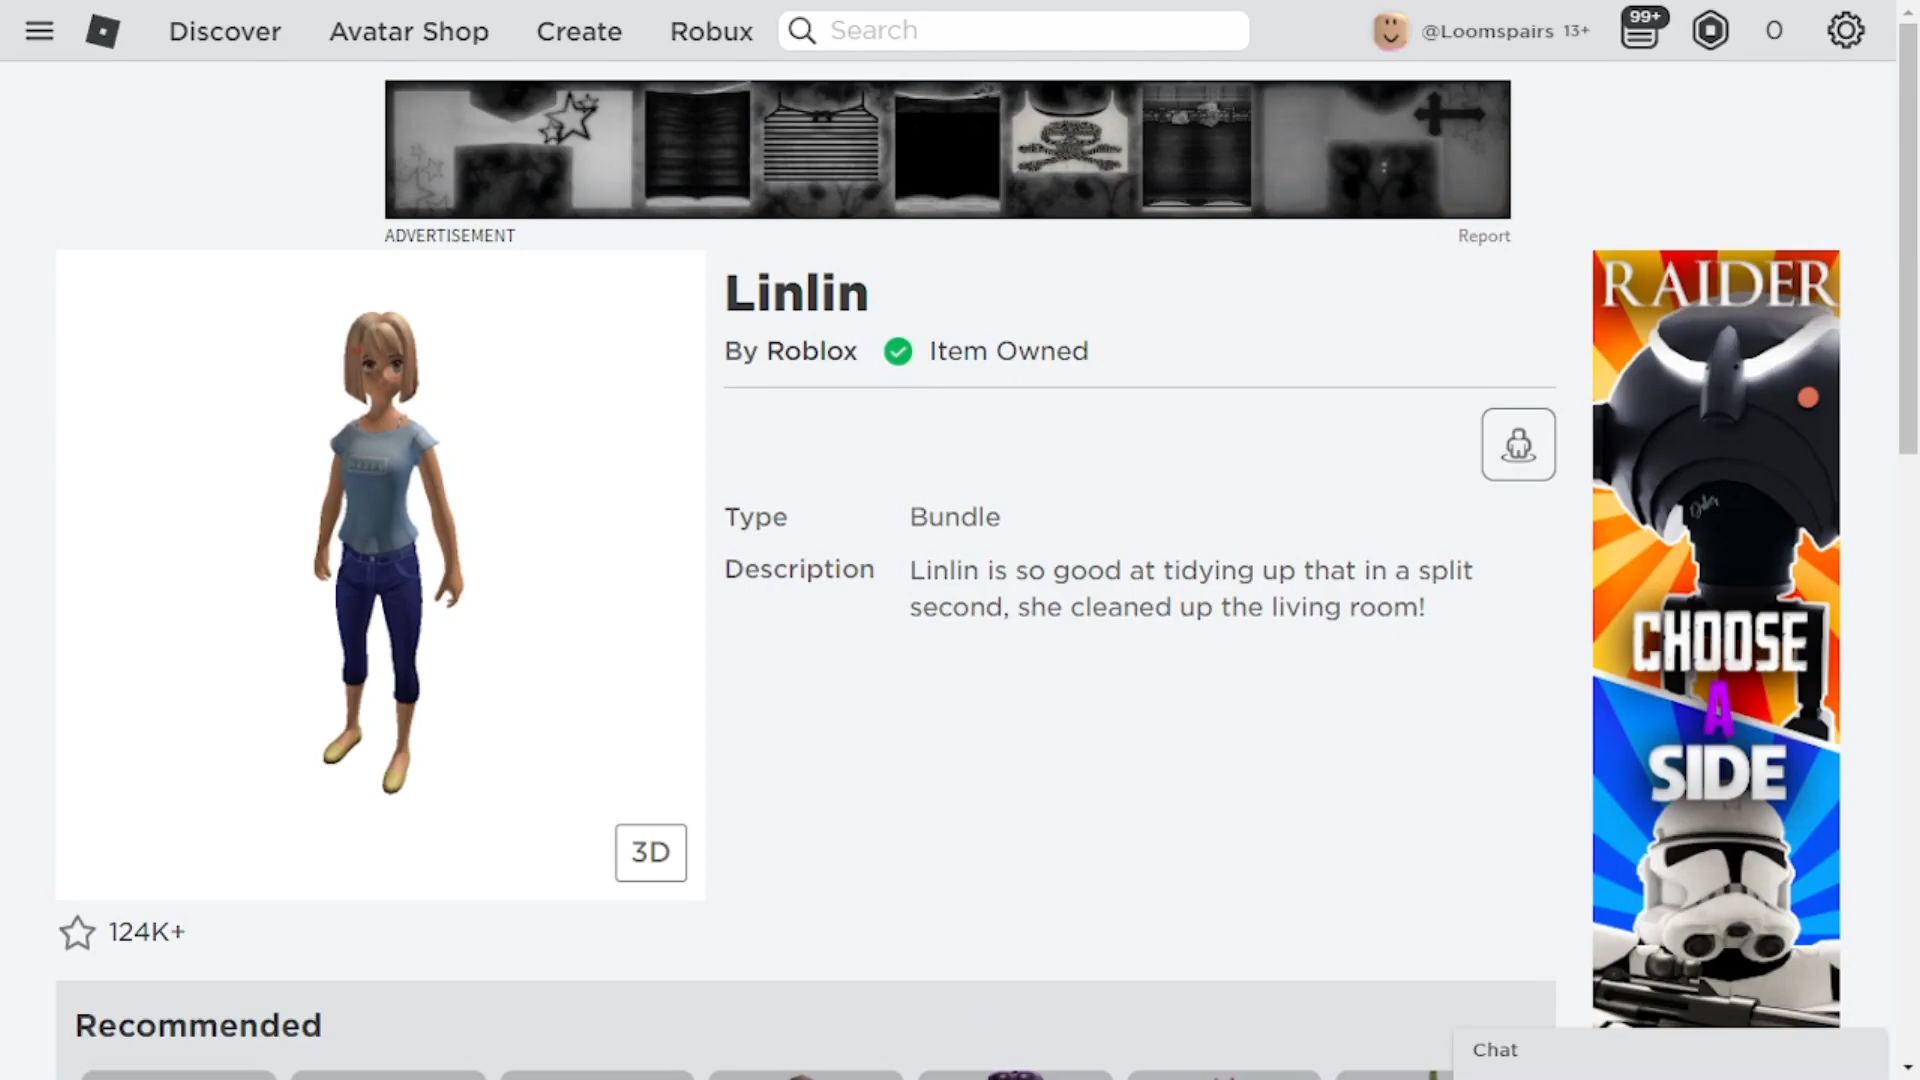 Discover
Avatar Shop
Create
Robux
Search
@Loomspairs 13+
99+
0
ADVERTISEMENT
Report
Linlin
By Roblox
Item Owned
Type
Bundle
Description
Linlin is so good at tidying up that in a split
second, she cleaned up the living room!
3D
124K+
Recommended
RAIDER
CHOOSE
A
SIDE
Chat